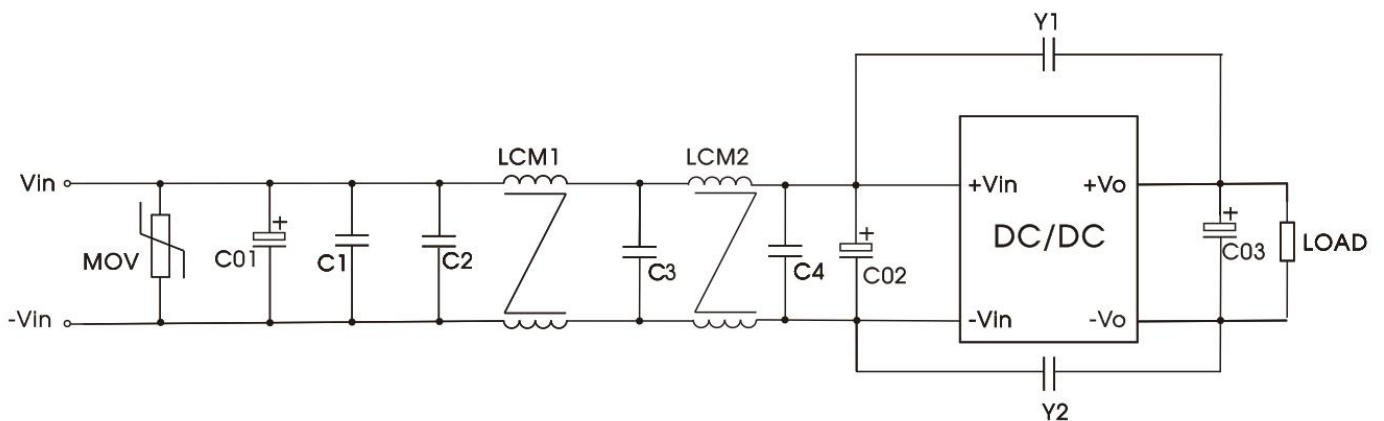 Y1
LCM1
LCM2
Vin
+Vin
+Vo
+
+
+
MOV
C01
C1
C2
C3
C4
C02
DC/DC
C03
LOAD
-Vin
-Vin
-Vo
Y2